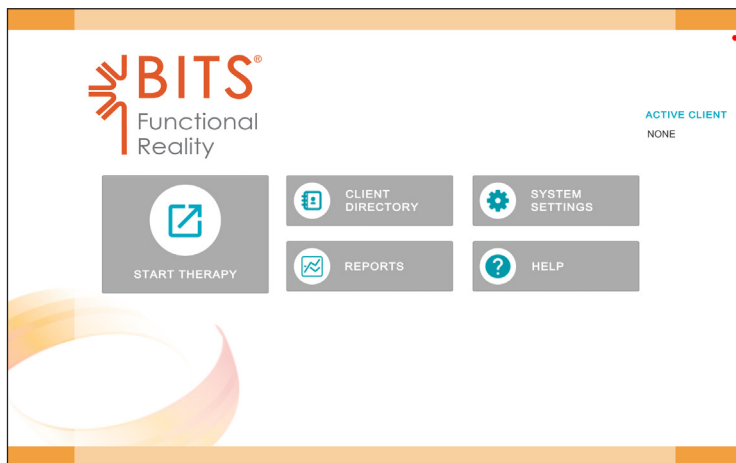 BITS®
Functional
Reality
ACTIVE CLIENT
NONE
START THERAPY
CLIENT
DIRECTORY
SYSTEM
SETTINGS
REPORTS
HELP